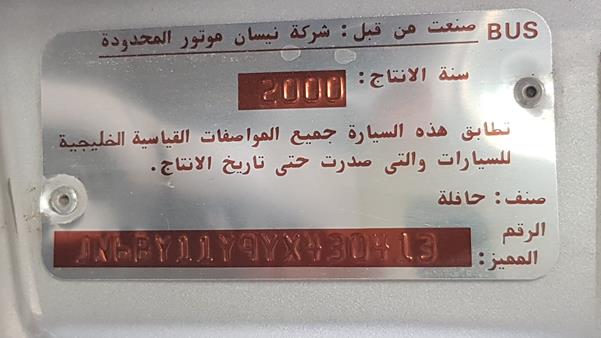 BUS صنعت من قبل: شركة نيسان موتور المحدودة
سنة الانتاج: 2000
تطابق هذه السيارة جميع المواصفات القياسية الخليجية
للسيارات والتى صدرت حتى تاريخ الانتاج.
صنف: حافلة
الرقم
المميز: JN6BY11Y9YX430413